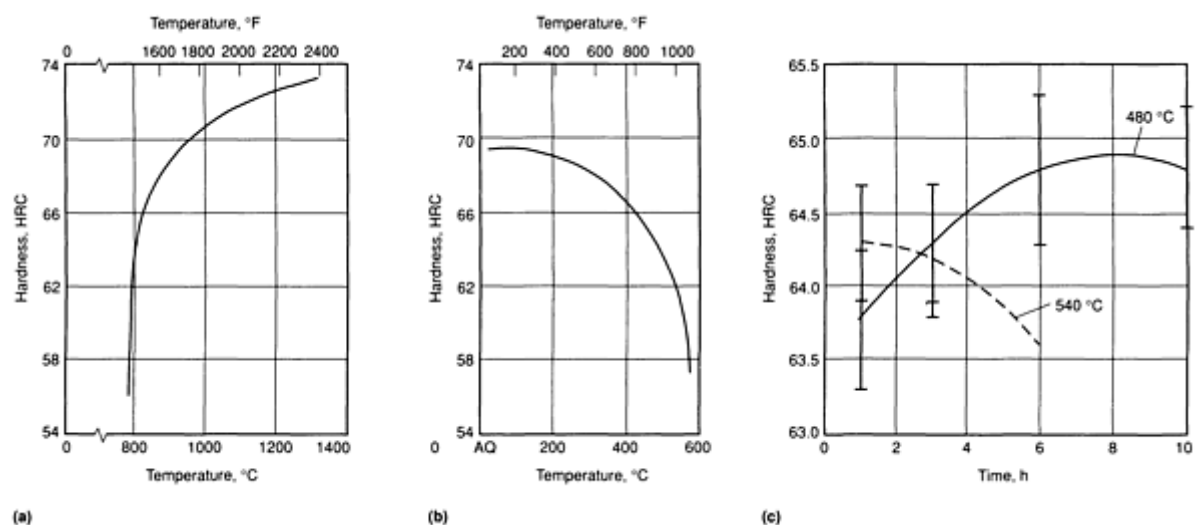 Temperature, °F
0 1600 1800 2000 2200 2400
74
70
66
62
58
54
Hardness, HRC
0 800 1000 1200 1400
Temperature, °C
(a)
Temperature, °F
200 400 600 800 1000
74
70
66
62
58
54
Hardness, HRC
0 AQ 200 400 600
Temperature, °C
(b)
65.5
65.0
64.5
64.0
63.5
63.0
Hardness, HRC
480 °C
540 °C
0 2 4 6 8 10
Time, h
(c)